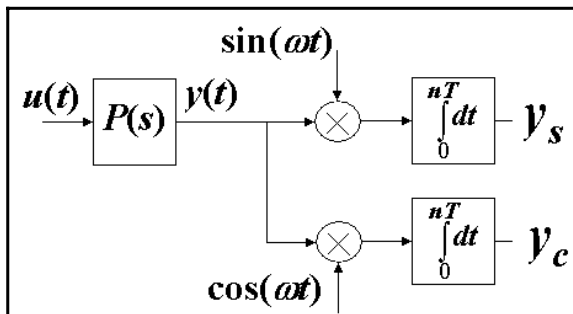 sin(ωt)
u(t)
P(s)
y(t)
nT
∫dt
0
y_s
nT
∫dt
0
y_c
cos(ωt)